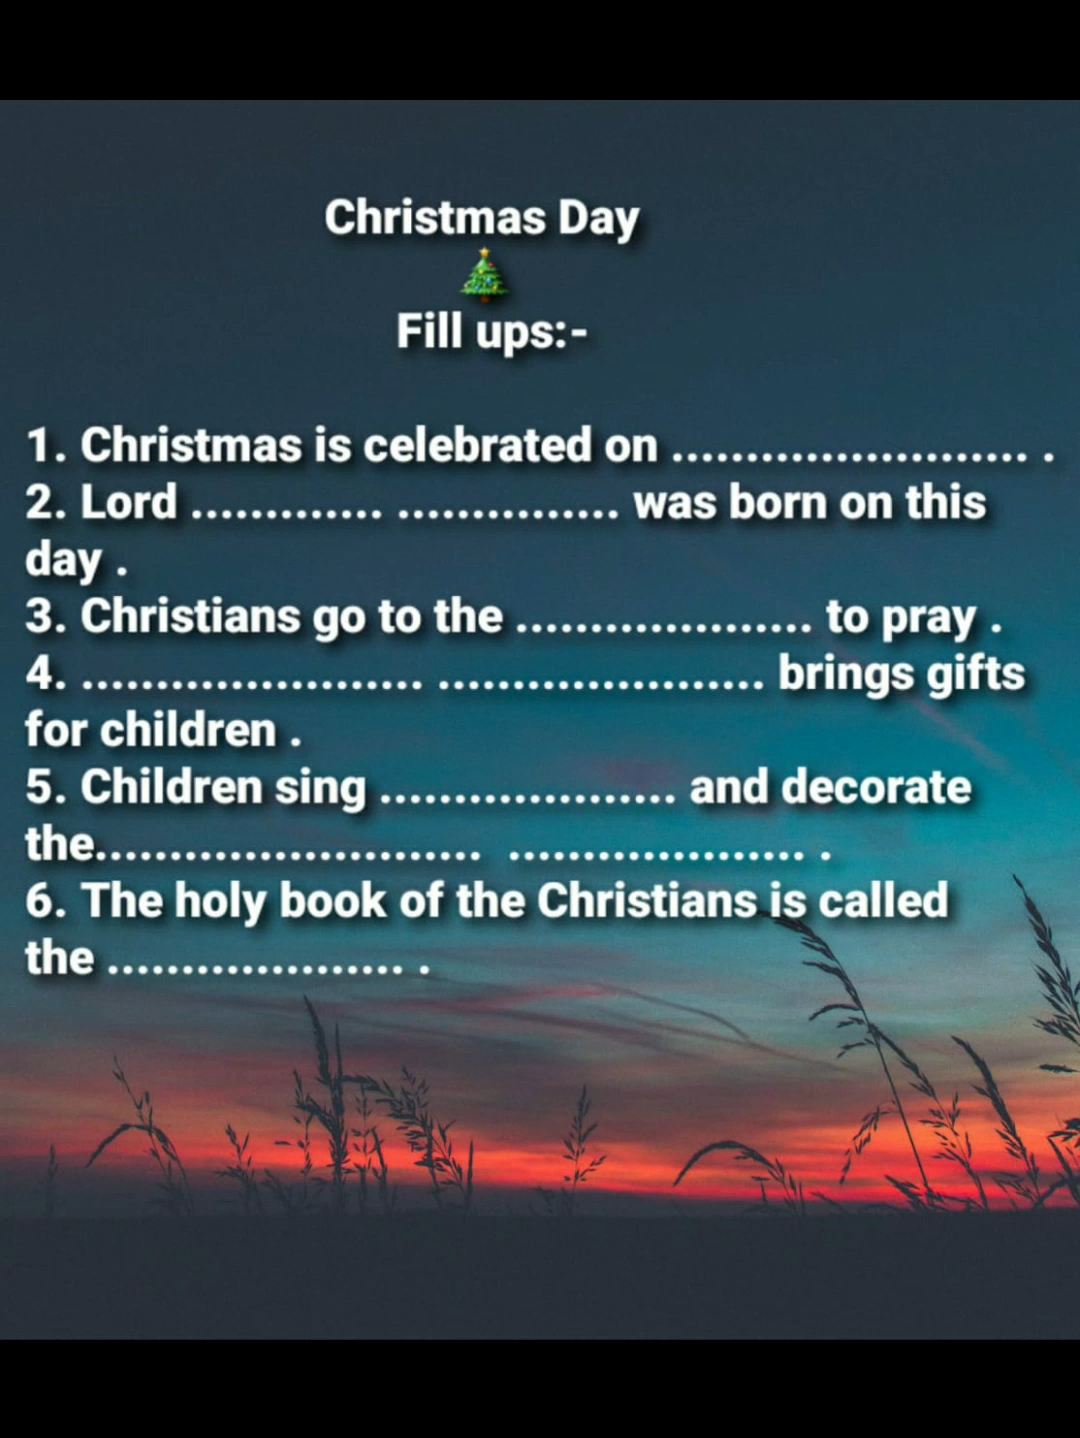 Christmas Day
🎄
Fill ups:-
1. Christmas is celebrated on ........................ .
2. Lord ............. ............... was born on this
day .
3. Christians go to the .................... to pray .
4. ....................... ...................... brings gifts
for children .
5. Children sing .................... and decorate
the.......................... .................... .
6. The holy book of the Christians is called
the .................... .